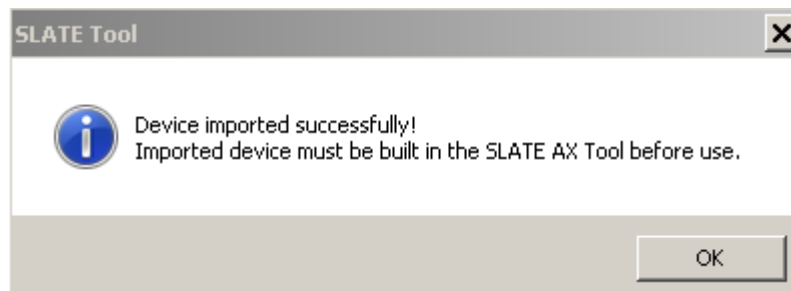 SLATE Tool
Device imported successfully!
Imported device must be built in the SLATE AX Tool before use.
OK